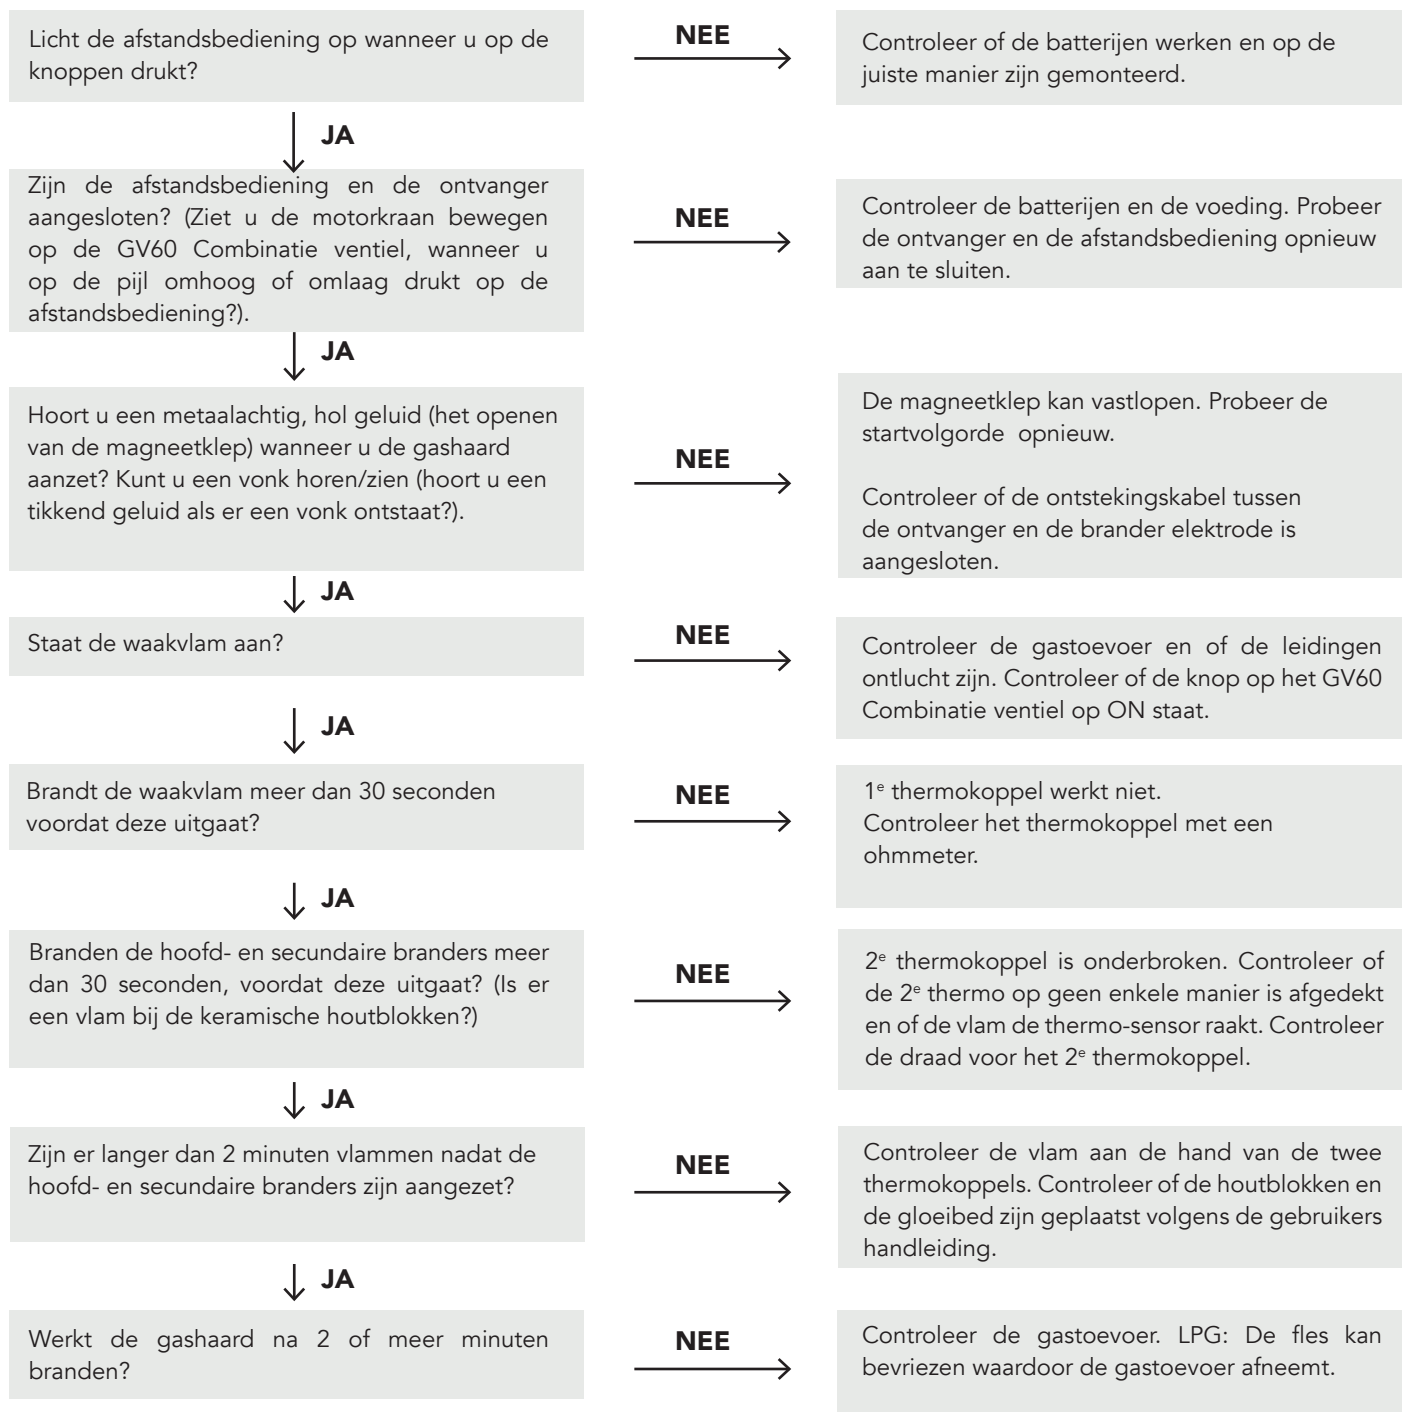 Licht de afstandsbediening op wanneer u op de
knoppen drukt?
NEE
Controleer of de batterijen werken en op de
juiste manier zijn gemonteerd.
JA
Zijn de afstandsbediening en de ontvanger
aangesloten? (Ziet u de motorkraan bewegen
op de GV60 Combinatie ventiel, wanneer u
op de pijl omhoog of omlaag drukt op de
afstandsbediening?).
NEE
Controleer de batterijen en de voeding. Probeer
de ontvanger en de afstandsbediening opnieuw
aan te sluiten.
JA
Hoort u een metaalachtig, hol geluid (het openen
van de magneetklep) wanneer u de gashaard
aanzet? Kunt u een vonk horen/zien (hoort u een
tikkend geluid als er een vonk ontstaat?).
NEE
De magneetklep kan vastlopen. Probeer de
startvolgorde opnieuw.
Controleer of de ontstekingskabel tussen
de ontvanger en de brander elektrode is
aangesloten.
JA
Staat de waakvlam aan?
NEE
Controleer de gastoevoer en of de leidingen
ontlucht zijn. Controleer of de knop op het GV60
Combinatie ventiel op ON staat.
JA
Brandt de waakvlam meer dan 30 seconden
voordat deze uitgaat?
NEE
1e thermokoppel werkt niet.
Controleer het thermokoppel met een
ohmmeter.
JA
Branden de hoofd- en secundaire branders meer
dan 30 seconden, voordat deze uitgaat? (Is er
een vlam bij de keramische houtblokken?)
NEE
2e thermokoppel is onderbroken. Controleer of
de 2e thermo op geen enkele manier is afgedekt
en of de vlam de thermo-sensor raakt. Controleer
de draad voor het 2e thermokoppel.
JA
Zijn er langer dan 2 minuten vlammen nadat de
hoofd- en secundaire branders zijn aangezet?
NEE
Controleer de vlam aan de hand van de twee
thermokoppels. Controleer of de houtblokken en
de gloeibed zijn geplaatst volgens de gebruikers
handleiding.
JA
Werkt de gashaard na 2 of meer minuten
branden?
NEE
Controleer de gastoevoer. LPG: De fles kan
bevriezen waardoor de gastoevoer afneemt.